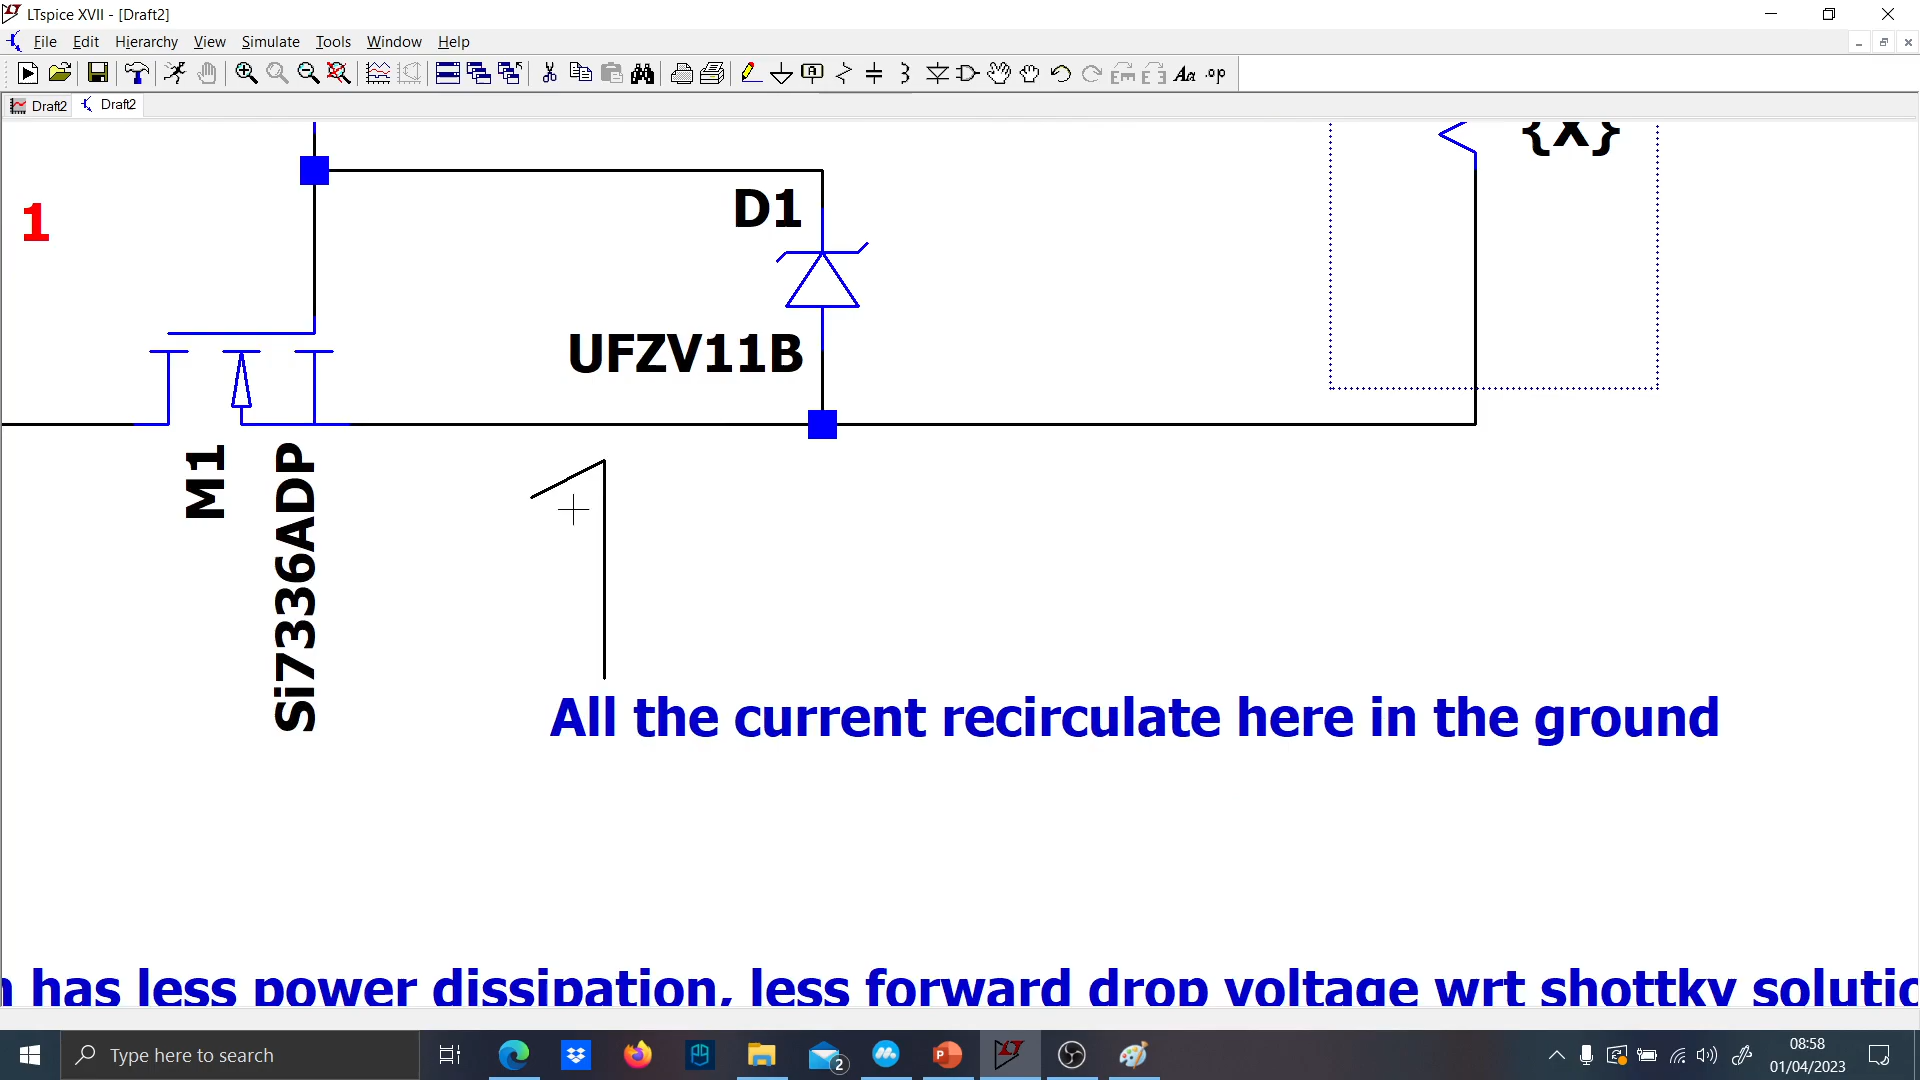 LTspice XVII - [Draft2]
File Edit Hierarchy View Simulate Tools Window Help
Draft2 Draft2
{X}
1
D1
UFZV11B
M1
Si7336ADP
All the current recirculate here in the ground
has less power dissipation, less forward drop voltage wrt shottky
Type here to search
2
08:58
01/04/2023